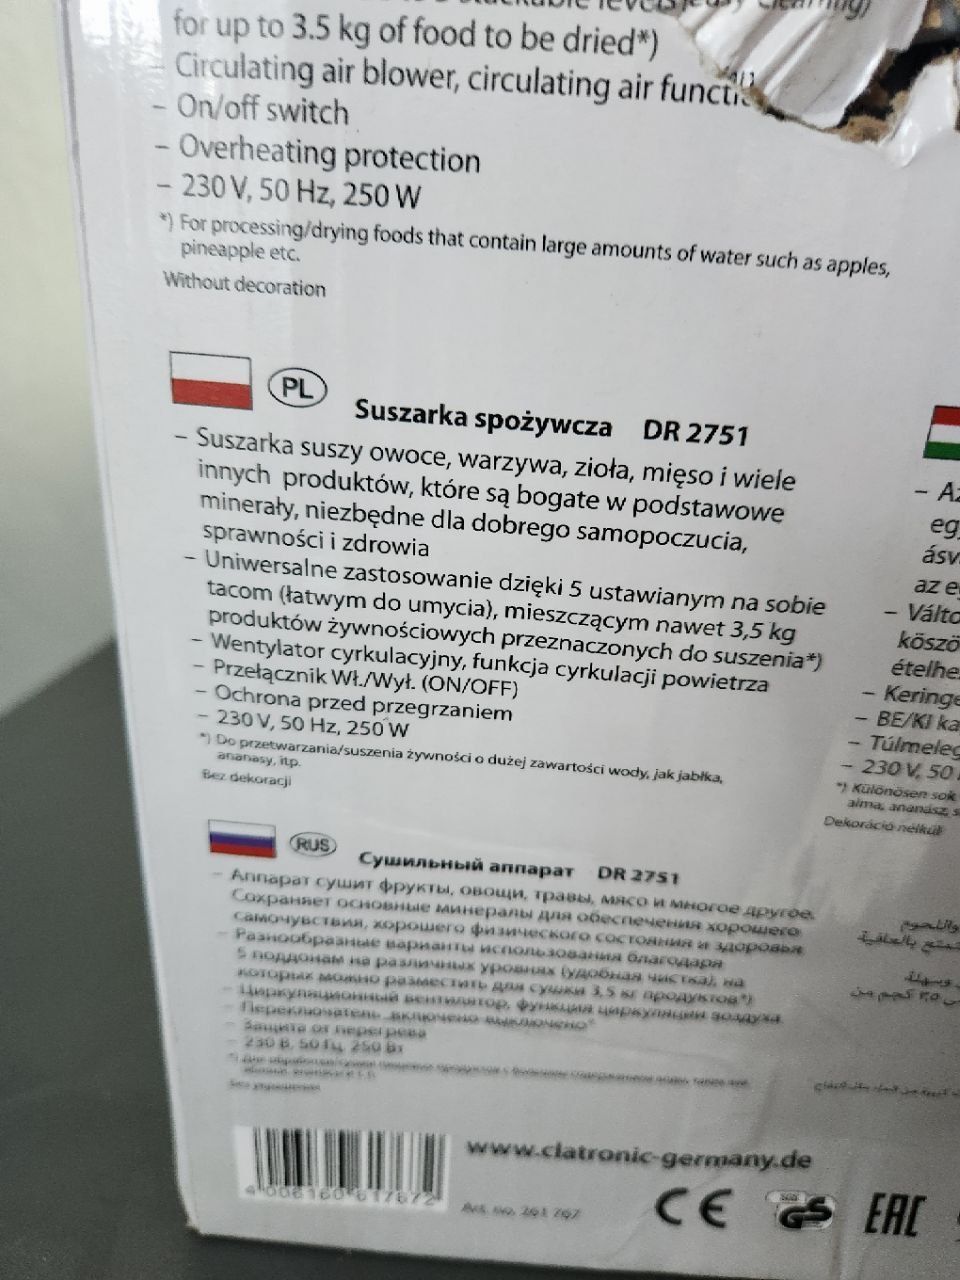 for up to 3.5 kg of food to be dried*)
– Circulating air blower, circulating air
– On/off switch
– Overheating protection
– 230 V, 50 Hz, 250 W
*) For processing/drying foods that contain large amounts of water such as apples,
pineapple etc.
Without decoration
PL
Suszarka spożywcza DR 2751
– Suszarka suszy owoce, warzywa, zioła, mięso i wiele
innych produktów, które są bogate w podstawowe
minerały, niezbędne dla dobrego samopoczucia,
sprawności i zdrowia
– Uniwersalne zastosowanie dzięki 5 ustawianym na sobie
tacom (łatwym do umycia), mieszczącym nawet 3,5 kg
produktów żywnościowych przeznaczonych do suszenia*)
– Wentylator cyrkulacyjny, funkcja cyrkulacji powietrza
– Przełącznik Wł./Wył. (ON/OFF)
– Ochrona przed przegrzaniem
– 230 V, 50 Hz, 250 W
*) Do przetwarzania/suszenia żywności o dużej zawartości wody, jak jabłka,
ananasy, itp.
Bez dekoracji
– Az
– Keringe
– BE/KI ka
– Túlmeleg
– 230 V, 50
*) Különösen sok
alma, ananász, s
Dekoráció nélkül
RUS
Сушильный аппарат DR 2751
– Аппарат сушит фрукты, овощи, травы, мясо и многое другое.
Сохраняет основные минералы для обеспечения хорошего
самочувствия, хорошего физического состояния и здоровья
– Разнообразные варианты использования благодаря
5 поддонам на различных уровнях (удобная чистка), на
которых можно разместить для сушки 3,5 кг продуктов*)
– Циркуляционный вентилятор, функция циркуляции воздуха
– Переключатель „включено выключено“
– Защита от перегрева
– 230 В, 50 Гц, 250 Вт
www.clatronic-germany.de
Art. no. 261 767
CE GS EAC